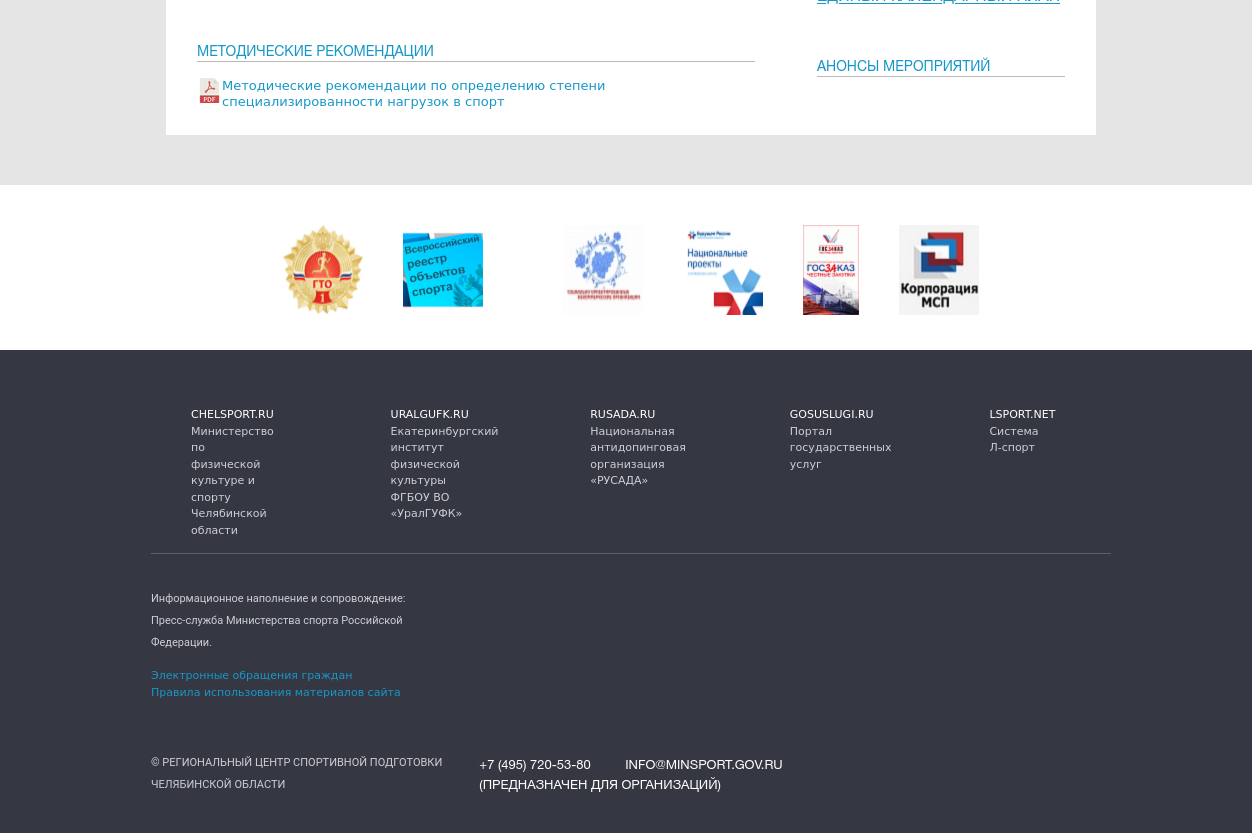 МЕТОДИЧЕСКИЕ РЕКОМЕНДАЦИИ
PDF
Методические рекомендации по определению степени
специализированности нагрузок в спорт
АНОНСЫ МЕРОПРИЯТИЙ
ГТО
Всероссийский
реестр
объектов
спорта
Национальные
проекты
ГОСЗАКАЗ
ГОСЗАКАЗ
ЧЕСТНЫЕ ЗАКУПКИ
Корпорация
МСП
CHELSPORT.RU
Министерство
по
физической
культуре и
спорту
Челябинской
области
URALGUFK.RU
Екатеринбургский
институт
физической
культуры
ФГБОУ ВО
«УралГУФК»
RUSADA.RU
Национальная
антидопинговая
организация
«РУСАДА»
GOSUSLUGI.RU
Портал
государственных
услуг
LSPORT.NET
Система
Л-спорт
Информационное наполнение и сопровождение:
Пресс-служба Министерства спорта Российской
Федерации.
Электронные обращения граждан
Правила использования материалов сайта
© РЕГИОНАЛЬНЫЙ ЦЕНТР СПОРТИВНОЙ ПОДГОТОВКИ
ЧЕЛЯБИНСКОЙ ОБЛАСТИ
+7 (495) 720-53-80 INFO@MINSPORT.GOV.RU
(ПРЕДНАЗНАЧЕН ДЛЯ ОРГАНИЗАЦИЙ)